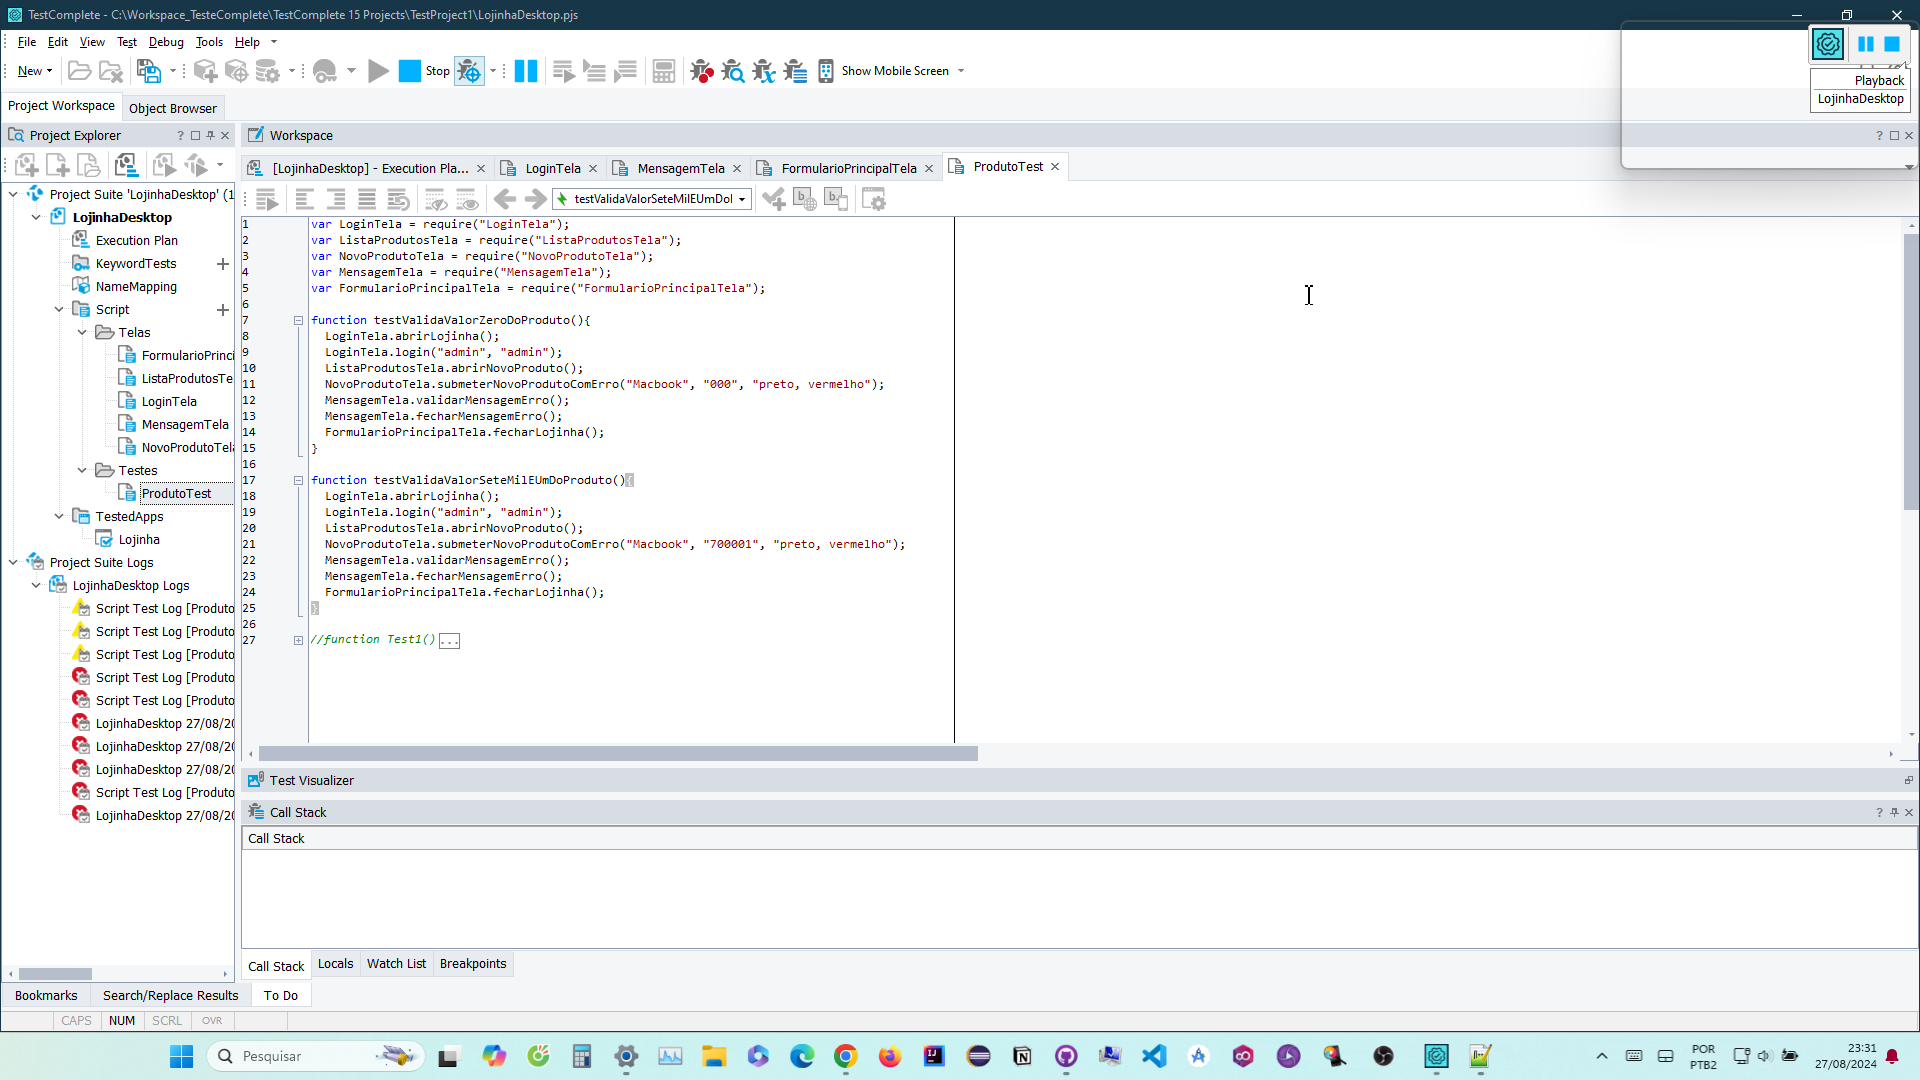 TestComplete - C:\Workspace_TesteComplete\TestComplete 15 Projects\TestProject1\LojinhaDesktop.pjs
File Edit View Test Debug Tools Help
New Stop Show Mobile Screen
Playback
LojinhaDesktop
Project Workspace Object Browser
Project Explorer
Workspace
[LojinhaDesktop] - Execution Pla... LoginTela MensagemTela FormularioPrincipalTela ProdutoTest
testValidaValorSeteMilEUmDoI
Project Suite 'LojinhaDesktop' (1
LojinhaDesktop
Execution Plan
KeywordTests
NameMapping
Script
Telas
FormularioPrinci
ListaProdutosTe
LoginTela
MensagemTela
NovoProdutoTela
Testes
ProdutoTest
TestedApps
Lojinha
Project Suite Logs
LojinhaDesktop Logs
Script Test Log [Produto
Script Test Log [Produto
Script Test Log [Produto
Script Test Log [Produto
Script Test Log [Produto
LojinhaDesktop 27/08/20
LojinhaDesktop 27/08/20
LojinhaDesktop 27/08/20
Script Test Log [Produto
LojinhaDesktop 27/08/20
1 var LoginTela = require("LoginTela");
2 var ListaProdutosTela = require("ListaProdutosTela");
3 var NovoProdutoTela = require("NovoProdutoTela");
4 var MensagemTela = require("MensagemTela");
5 var FormularioPrincipalTela = require("FormularioPrincipalTela");
6
7 function testValidaValorZeroDoProduto(){
8 LoginTela.abrirLojinha();
9 LoginTela.login("admin", "admin");
10 ListaProdutosTela.abrirNovoProduto();
11 NovoProdutoTela.submeterNovoProdutoComErro("Macbook", "000", "preto, vermelho");
12 MensagemTela.validarMensagemErro();
13 MensagemTela.fecharMensagemErro();
14 FormularioPrincipalTela.fecharLojinha();
15 }
16
17 function testValidaValorSeteMilEUmDoProduto(){
18 LoginTela.abrirLojinha();
19 LoginTela.login("admin", "admin");
20 ListaProdutosTela.abrirNovoProduto();
21 NovoProdutoTela.submeterNovoProdutoComErro("Macbook", "700001", "preto, vermelho");
22 MensagemTela.validarMensagemErro();
23 MensagemTela.fecharMensagemErro();
24 FormularioPrincipalTela.fecharLojinha();
25 }
26
27 //function Test1() ...
Test Visualizer
Call Stack
Call Stack
Call Stack Locals Watch List Breakpoints
Bookmarks Search/Replace Results To Do
CAPS NUM SCRL OVR
Pesquisar
POR
PTB2
23:31
27/08/2024